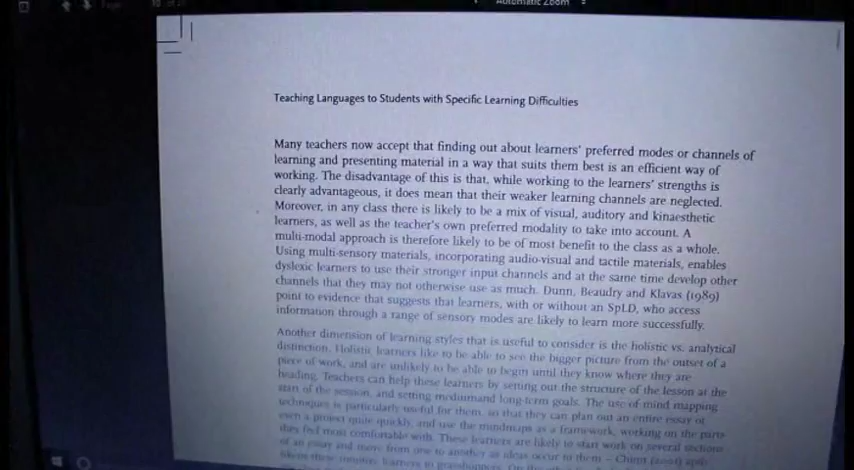 Automatic Zoom
Teaching Languages to Students with Specific Learning Difficulties
Many teachers now accept that finding out about learners' preferred modes or channels of
learning and presenting material in a way that suits them best is an efficient way of
working. The disadvantage of this is that, while working to the learners' strengths is
clearly advantageous, it does mean that their weaker learning channels are neglected.
Moreover, in any class there is likely to be a mix of visual, auditory and kinaesthetic
learners, as well as the teacher's own preferred modality to take into account. A
multi-modal approach is therefore likely to be of most benefit to the class as a whole.
Using multi-sensory materials, incorporating audio-visual and tactile materials, enables
dyslexic learners to use their stronger input channels and at the same time develop other
channels that they may not otherwise use as much. Dunn, Beaudry and Klavas (1989)
point to evidence that suggests that learners, with or without an SpLD, who access
information through a range of sensory modes are likely to learn more successfully.
Another dimension of learning styles that is useful to consider is the holistic vs. analytical
distinction. Holistic learners like to be able to see the bigger picture from the outset of a
piece of work, and are unlikely to be able to begin until they know where they are
heading. Teachers can help these learners by setting out the structure of the lesson at the
start of the session, and setting medium and long-term goals. The use of mind mapping
techniques is particularly useful for them, so that they can plan out an entire essay or
even a project quite quickly, and use the mindmaps as a framework, working on the parts
they feel most comfortable with. These learners are likely to start work on several sections
of an essay and move from one to another as ideas occur to them – Chinn
learners to grasshoppers. On the